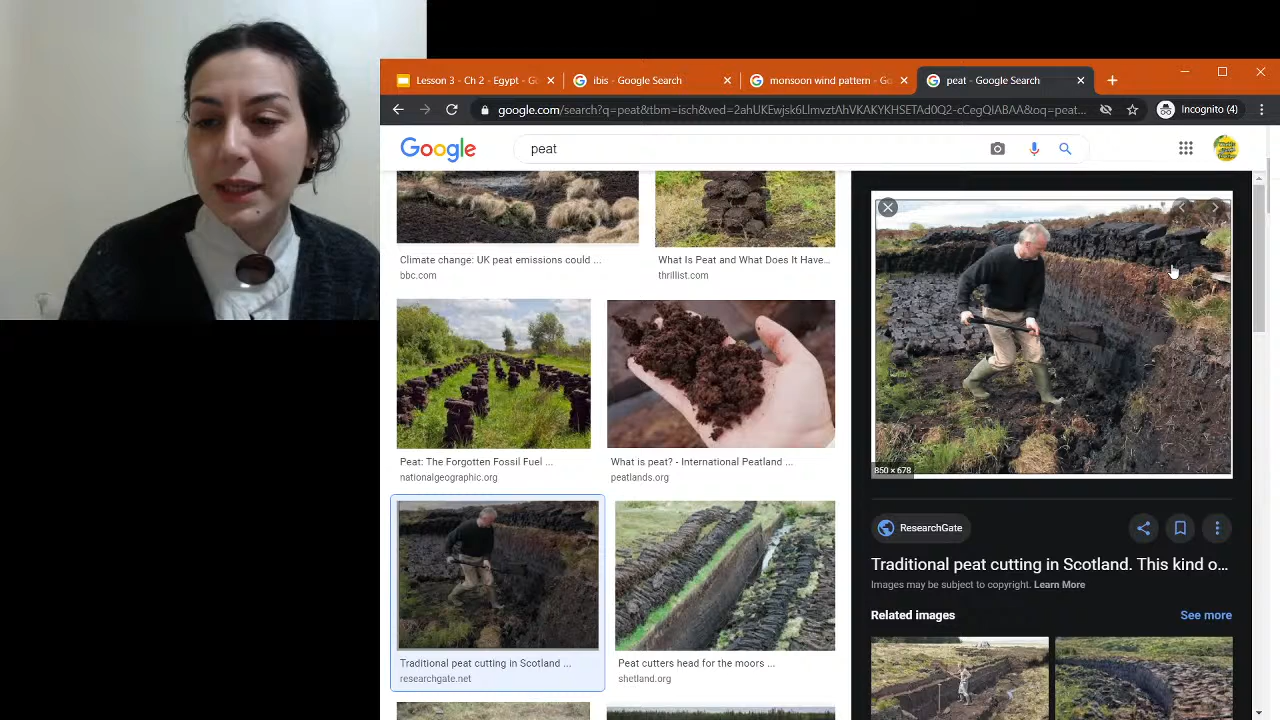 Lesson 3 - Ch 2 - Egypt - G
ibis - Google Search
monsoon wind pattern - Go
peat - Google Search
google.com/search?q=peat&tbm=isch&ved=2ahUKEwjsk6LlmvztAhVKAKYKHSETAd0Q2-cCegQIABAA&oq=peat...
Incognito (4)
Google
peat
Climate change: UK peat emissions could ...
bbc.com
What Is Peat and What Does It Have...
thrillist.com
Peat: The Forgotten Fossil Fuel ...
nationalgeographic.org
What is peat? - International Peatland ...
peatlands.org
Traditional peat cutting in Scotland ...
researchgate.net
Peat cutters head for the moors ...
shetland.org
850 × 678
ResearchGate
Traditional peat cutting in Scotland. This kind o...
Images may be subject to copyright. Learn More
Related images
See more